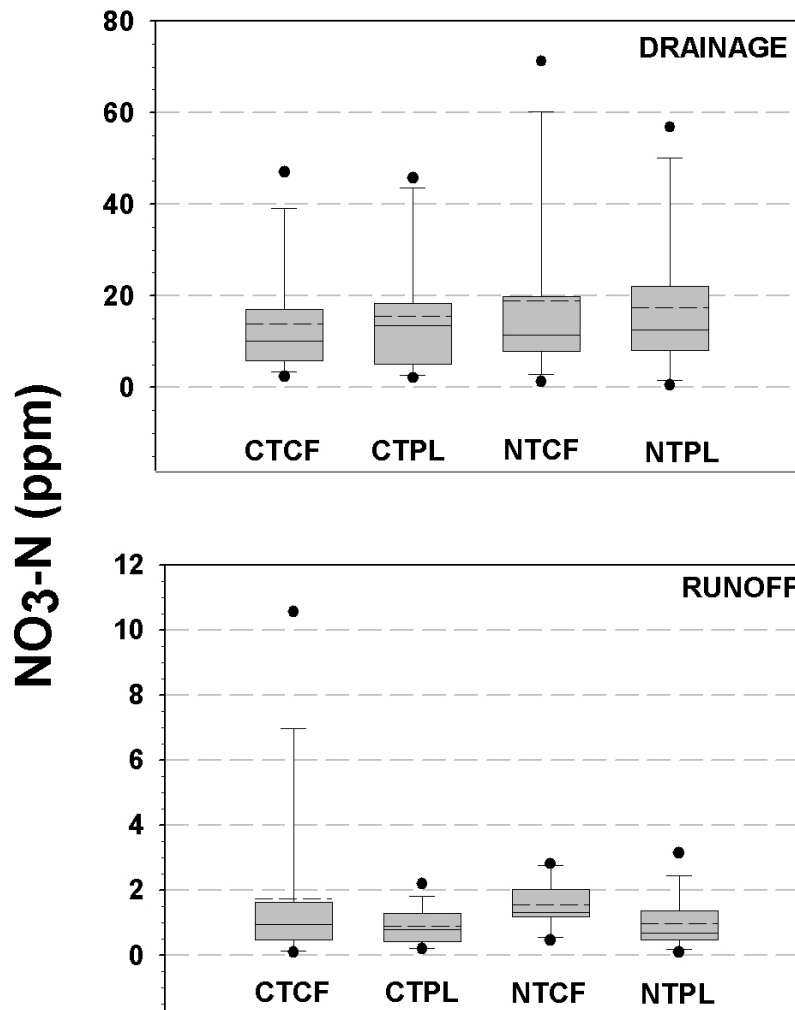 80
DRAINAGE
60
40
20
0
CTCF CTPL NTCF NTPL
NO3-N (ppm)
12
RUNOFF
10
8
6
4
2
0
CTCF CTPL NTCF NTPL